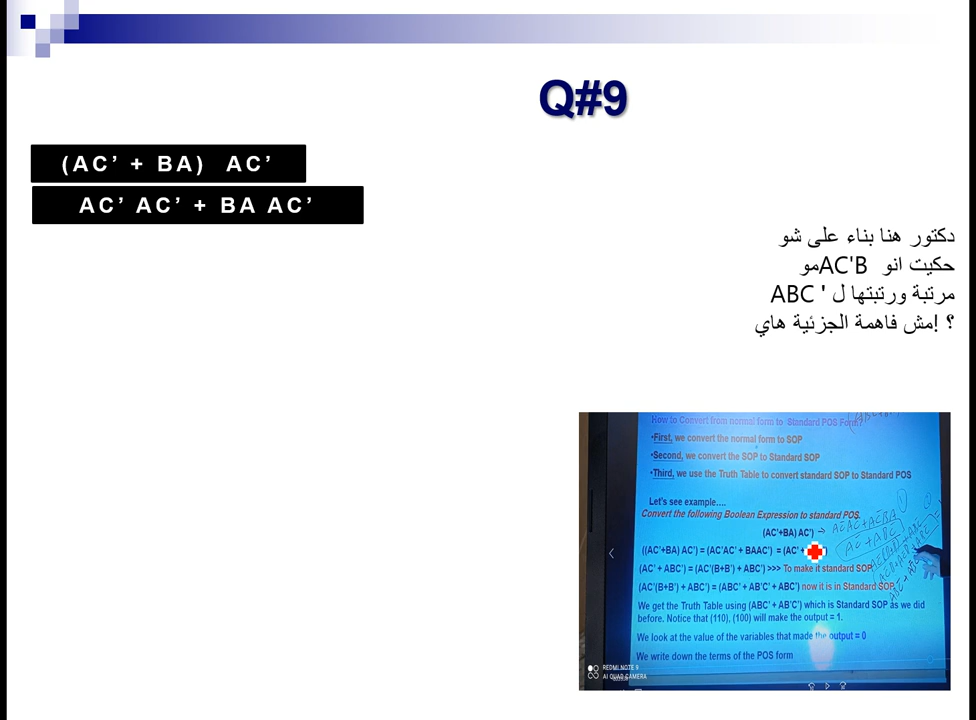 Q#9
(AC’ + BA) AC’
AC’ AC’ + BA AC’
دكتور هنا بناء على شو
حكيت انو AC'B مو
مرتبة ورتبتها ل ' ABC
؟ !مش فاهمة الجزئية هاي
How to Convert from normal form to Standard POS Form?
•First, we convert the normal form to SOP
•Second, we convert the SOP to Standard SOP
•Third, we use the Truth Table to convert standard SOP to Standard POS
Let's see example....
Convert the following Boolean Expression to standard POS.
(AC'+BA) AC')
((AC'+BA) AC') = (AC'AC' + BAAC') = (AC' +
(AC' + ABC') = (AC'(B+B') + ABC') >>> To make it standard SOP
(AC'(B+B') + ABC') = (ABC' + AB'C' + ABC') now it is in Standard SOP
We get the Truth Table using (ABC' + AB'C') which is Standard SOP as we did
before. Notice that (110), (100) will make the output = 1.
We look at the value of the variables that made the output = 0
We write down the terms of the POS form
REDMI NOTE 9
AI QUAD CAMERA